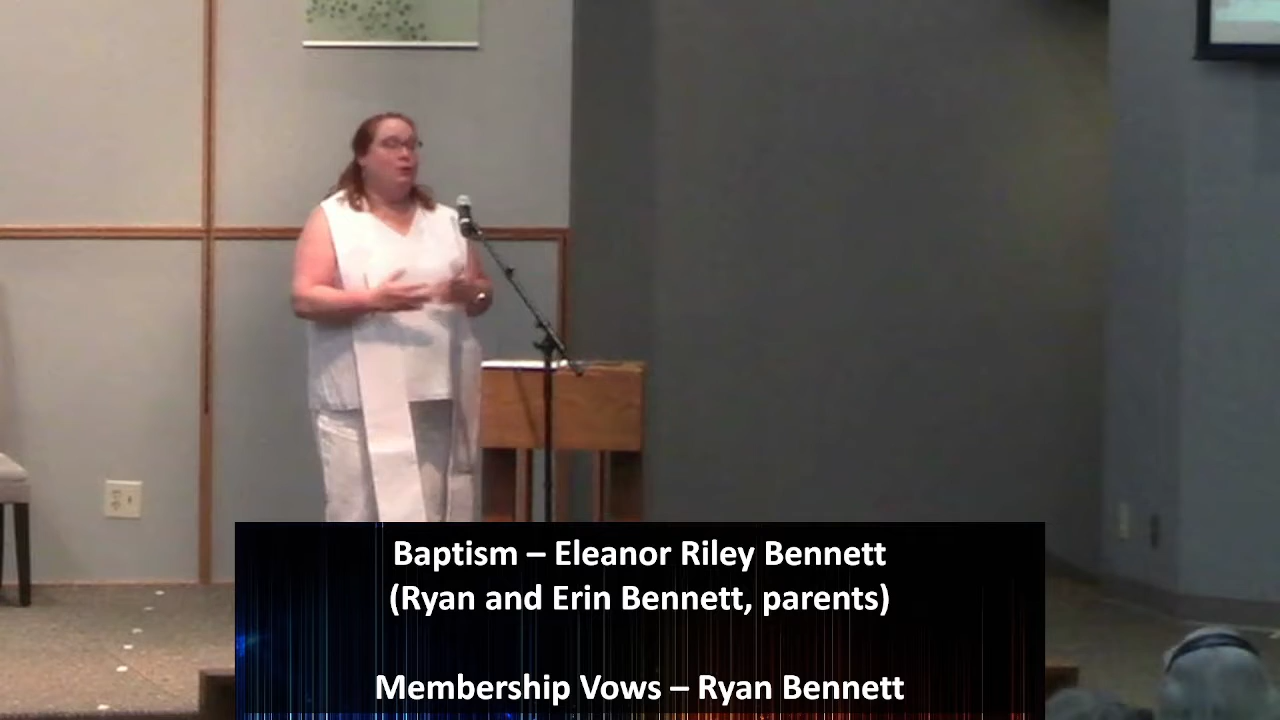 Baptism – Eleanor Riley Bennett
(Ryan and Erin Bennett, parents)
Membership Vows – Ryan Bennett